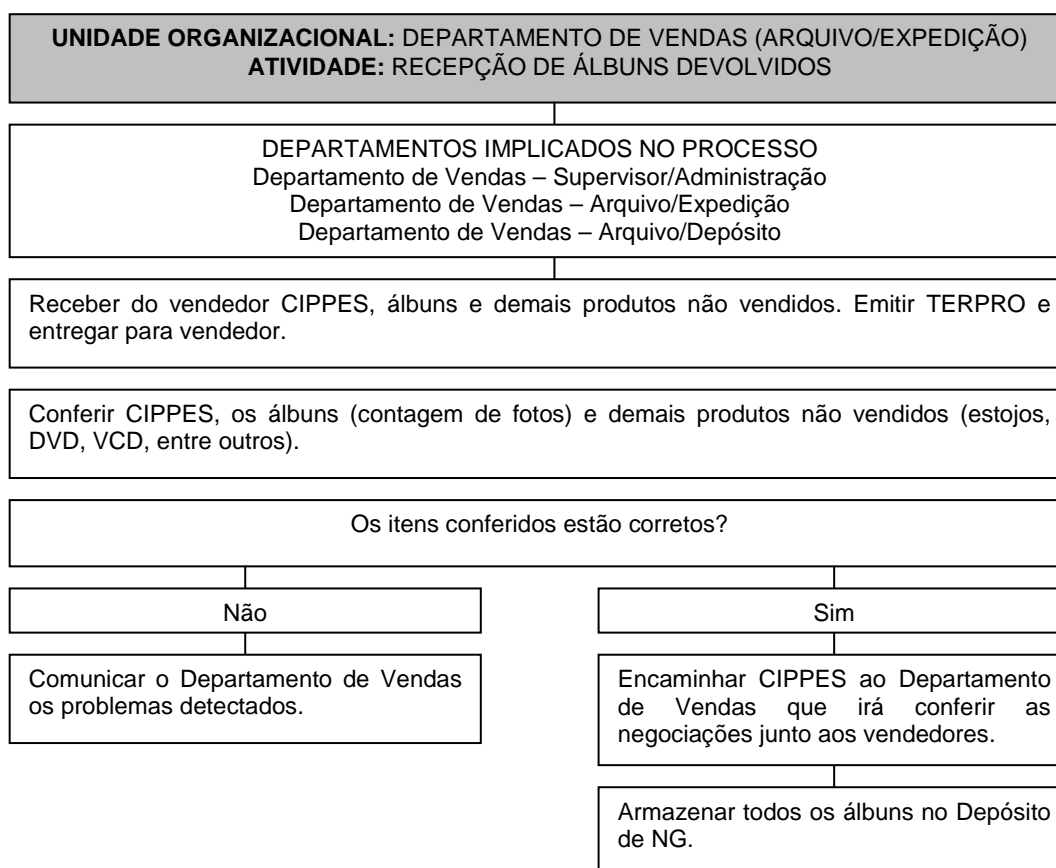 UNIDADE ORGANIZACIONAL: DEPARTAMENTO DE VENDAS (ARQUIVO/EXPEDIÇÃO)
ATIVIDADE: RECEPÇÃO DE ÁLBUNS DEVOLVIDOS
DEPARTAMENTOS IMPLICADOS NO PROCESSO
Departamento de Vendas – Supervisor/Administração
Departamento de Vendas – Arquivo/Expedição
Departamento de Vendas – Arquivo/Depósito
Receber do vendedor CIPPES, álbuns e demais produtos não vendidos. Emitir TERPRO e
entregar para vendedor.
Conferir CIPPES, os álbuns (contagem de fotos) e demais produtos não vendidos (estojos,
DVD, VCD, entre outros).
Os itens conferidos estão corretos?
Não
Comunicar o Departamento de Vendas
os problemas detectados.
Sim
Encaminhar CIPPES ao Departamento
de Vendas que irá conferir as
negociações junto aos vendedores.
Armazenar todos os álbuns no Depósito
de NG.